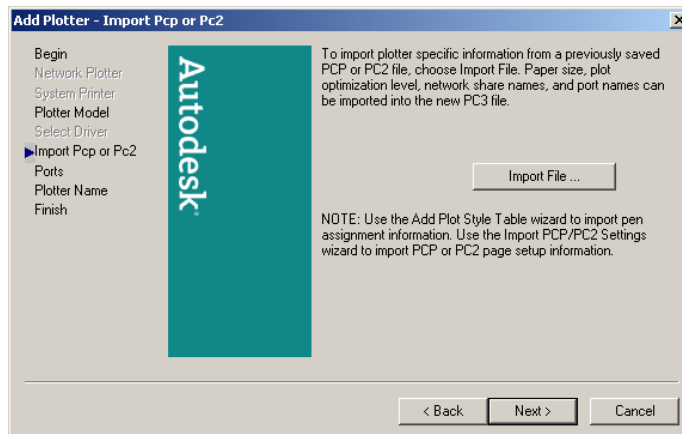 Add Plotter - Import Pcp or Pc2
Begin
Network Plotter
System Printer
Plotter Model
Select Driver
Import Pcp or Pc2
Ports
Plotter Name
Finish
Autodesk
To import plotter specific information from a previously saved
PCP or PC2 file, choose Import File. Paper size, plot
optimization level, network share names, and port names can
be imported into the new PC3 file.
Import File ...
NOTE: Use the Add Plot Style Table wizard to import pen
assignment information. Use the Import PCP/PC2 Settings
wizard to import PCP or PC2 page setup information.
< Back
Next >
Cancel